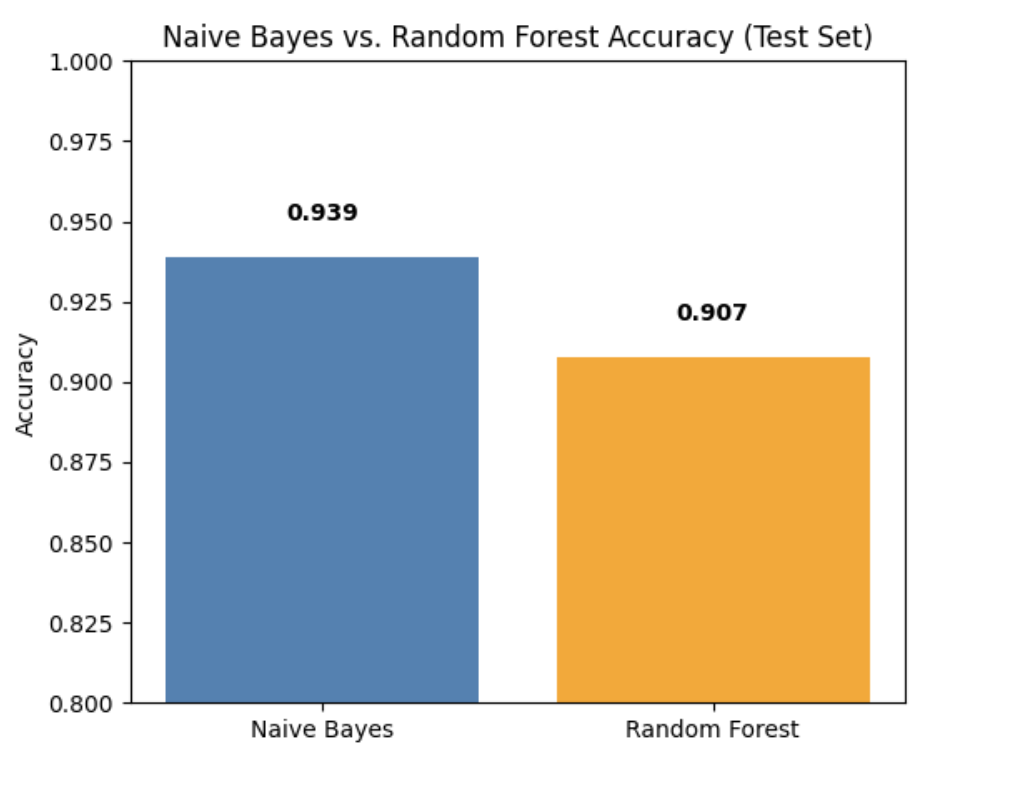 Naive Bayes vs. Random Forest Accuracy (Test Set)
1.000
0.975
0.950
0.925
0.900
0.875
0.850
0.825
0.800
Accuracy
0.939
0.907
Naive Bayes
Random Forest